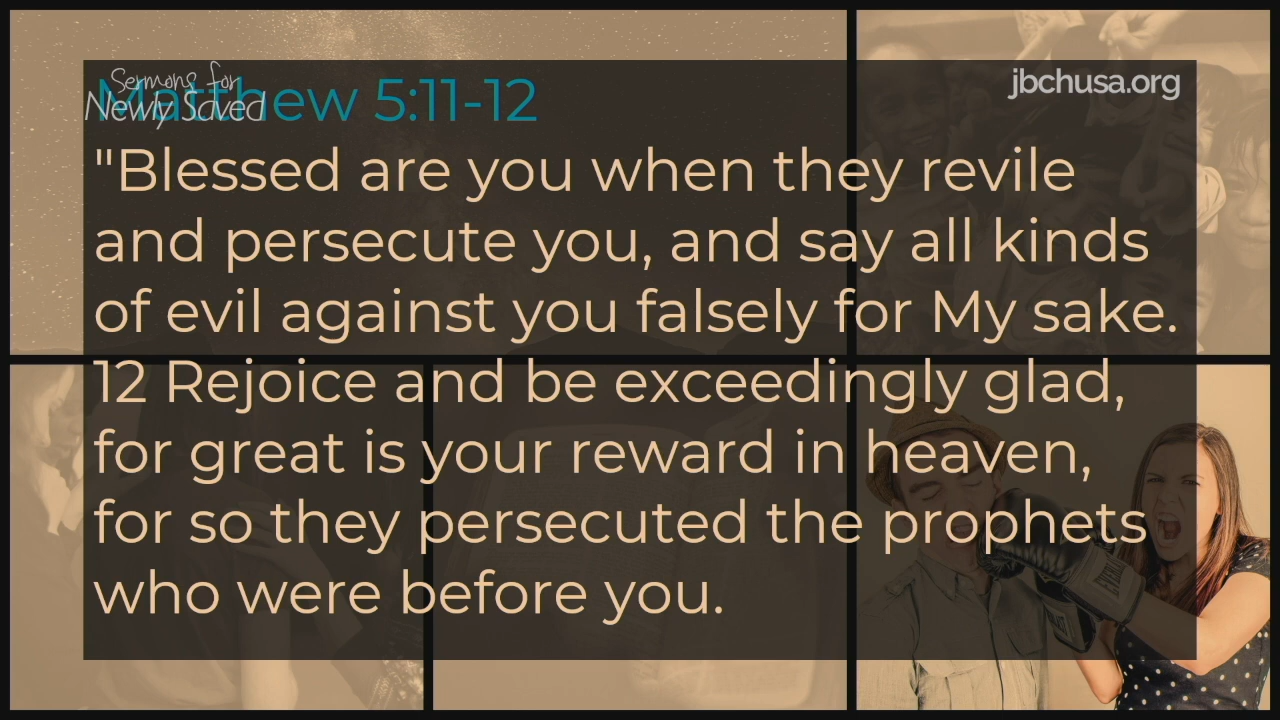 Sermons for
Newly Saved
jbchusa.org
Matthew 5:11-12
"Blessed are you when they revile
and persecute you, and say all kinds
of evil against you falsely for My sake.
12 Rejoice and be exceedingly glad,
for great is your reward in heaven,
for so they persecuted the prophets
who were before you.
EVERLAST